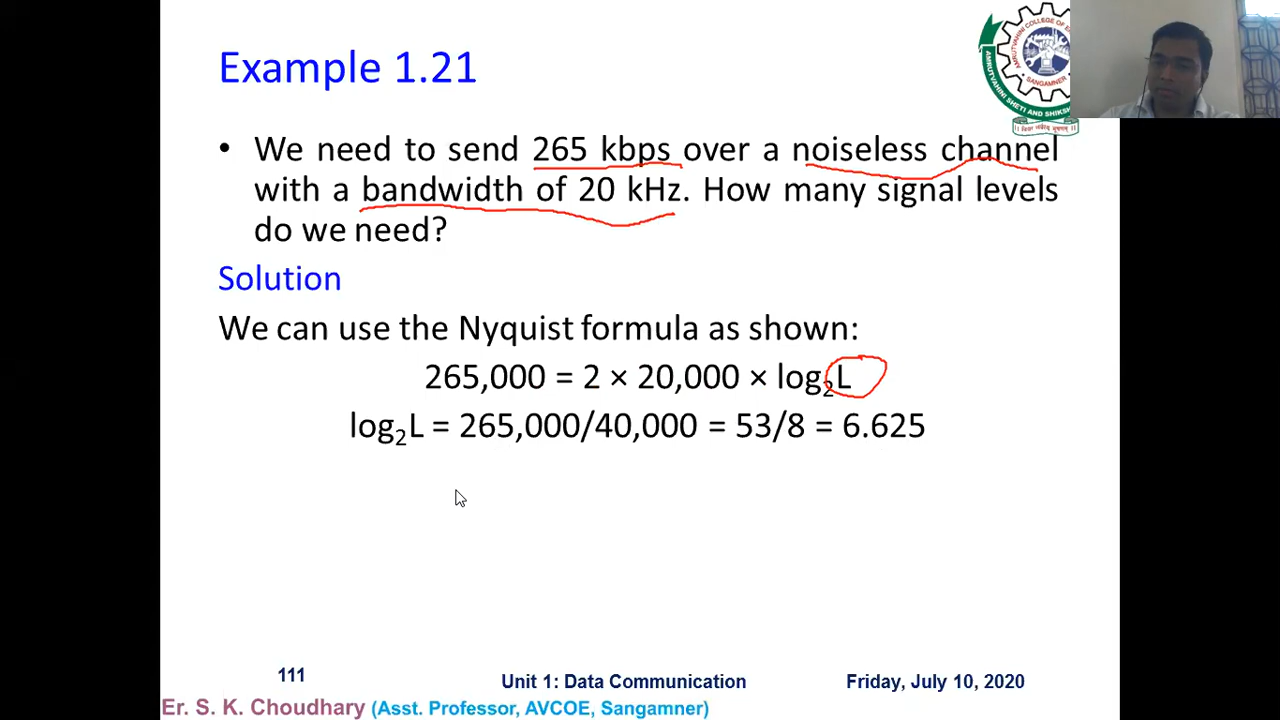 Example 1.21
• We need to send 265 kbps over a noiseless channel
with a bandwidth of 20 kHz. How many signal levels
do we need?
Solution
We can use the Nyquist formula as shown:
265,000 = 2 × 20,000 × log₂L
log₂L = 265,000/40,000 = 53/8 = 6.625
111
Unit 1: Data Communication
Friday, July 10, 2020
Er. S. K. Choudhary (Asst. Professor, AVCOE, Sangamner)
SANGAMNER